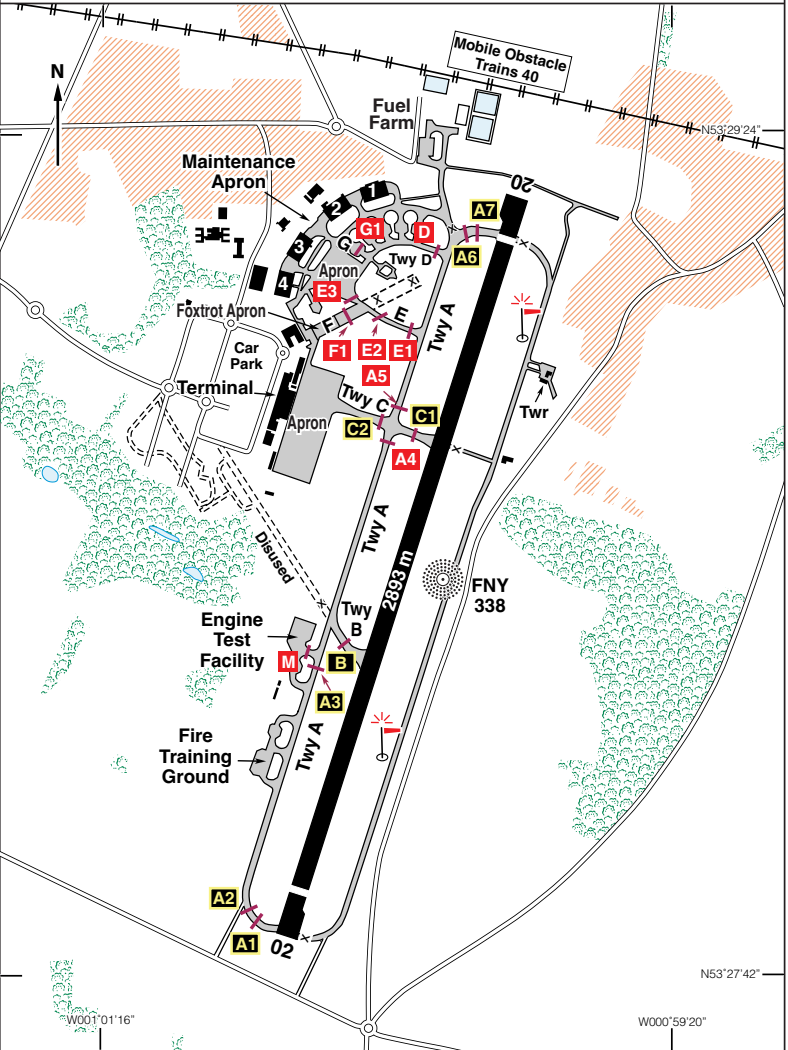 Mobile Obstacle
Trains 40
N
Fuel
Farm
N53°29'24"
Maintenance
Apron
20
1
2
A7
G1
D
3
G
Twy D
A6
Apron
4
E3
Foxtrot Apron
F
E
Twy A
Car
Park
F1
E2
E1
A5
Terminal
Twy C
C1
Twr
Apron
C2
A4
Twy A
Disused
2893 m
FNY
338
Twy
B
Engine
Test
Facility
M
B
A3
Fire
Training
Ground
Twy A
A2
A1
02
N53°27'42"
W001°01'16"
W000°59'20"